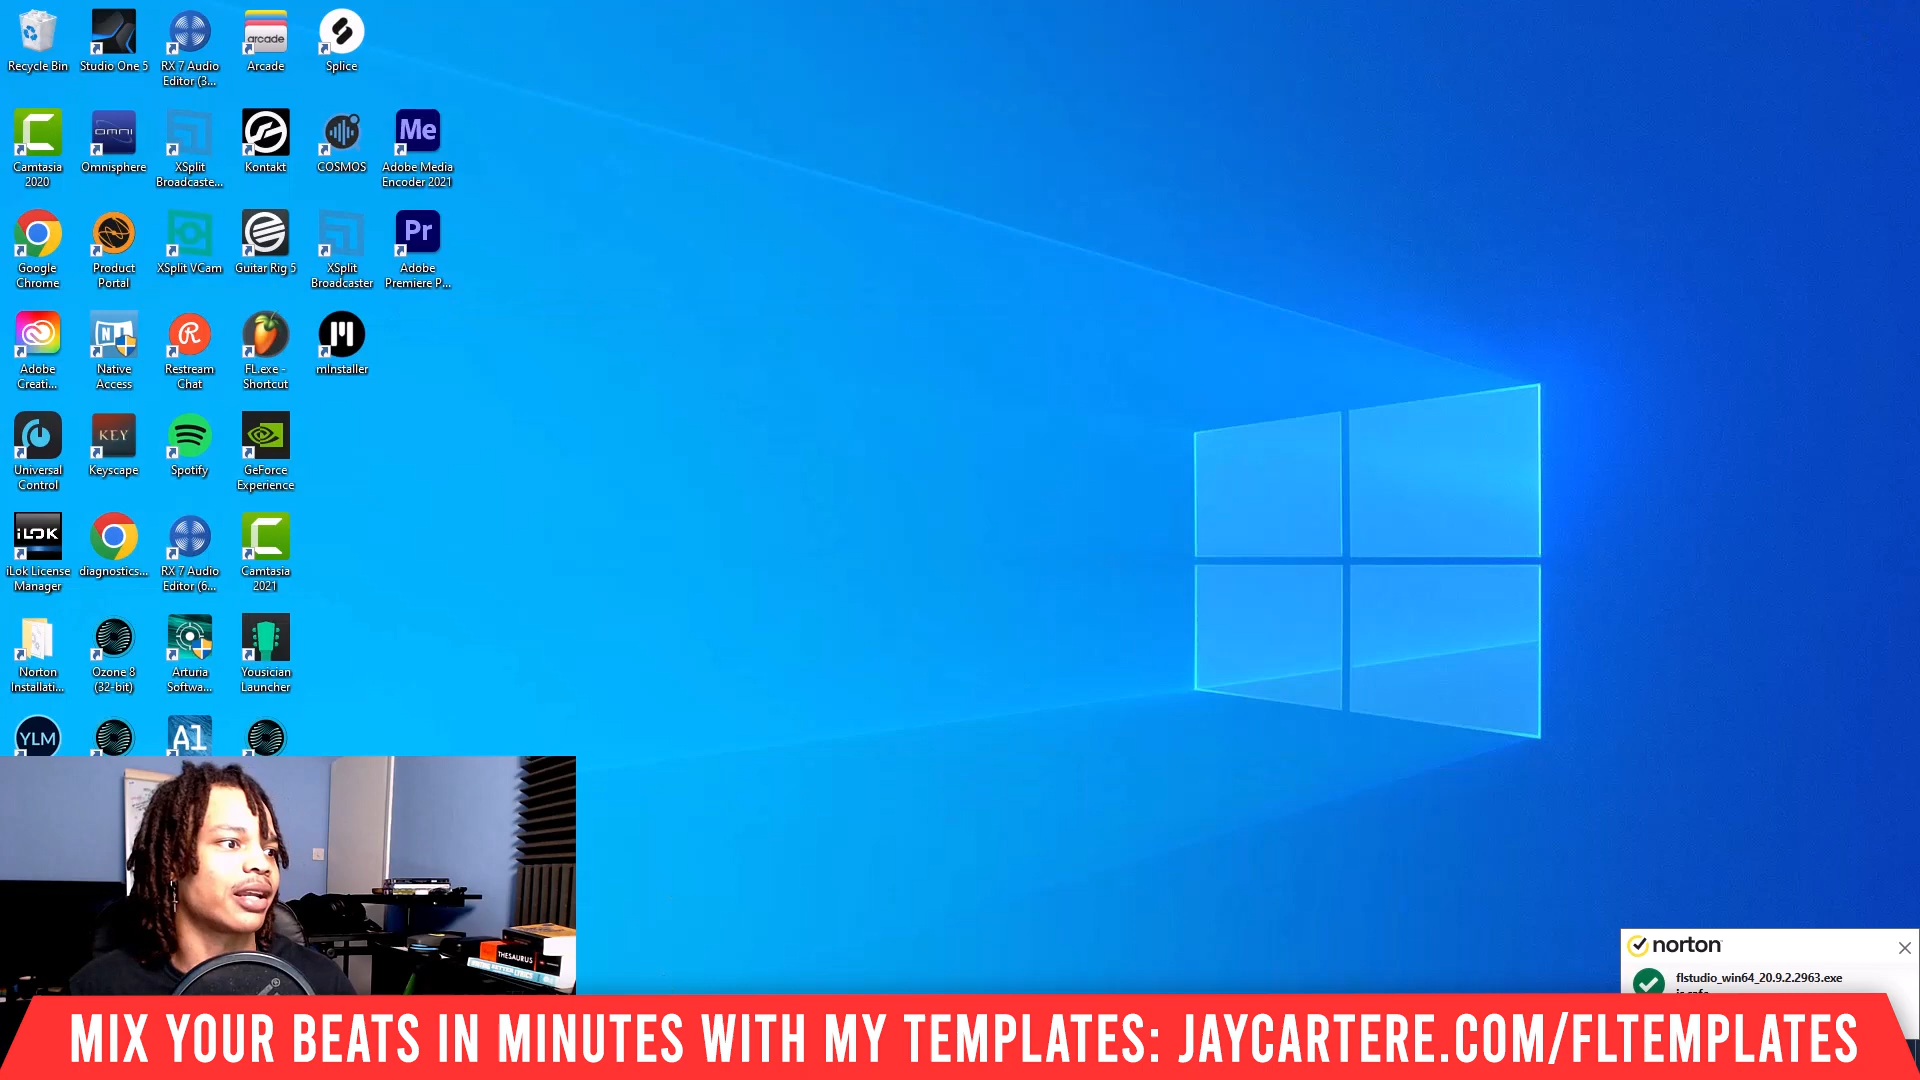 Recycle Bin
Studio One 5
RX 7 Audio
Editor (3...
arcade
Arcade
Splice
Camtasia
2020
OMNI
Omnisphere
XSplit
Broadcaste...
Kontakt
COSMOS
Me
Adobe Media
Encoder 2021
Google
Chrome
Product
Portal
XSplit VCam
Guitar Rig 5
XSplit
Broadcaster
Pr
Adobe
Premiere P...
Adobe
Creati...
N
Native
Access
R
Restream
Chat
FL.exe -
Shortcut
mInstaller
Universal
Control
KEY
Keyscape
Spotify
GeForce
Experience
iLOK
iLok License
Manager
diagnostics...
RX 7 Audio
Editor (6...
Camtasia
2021
Norton
Installati...
Ozone 8
(32-bit)
Arturia
Softwa...
Yousician
Launcher
YLM
A1
THESAURUS
norton
flstudio_win64_20.9.2.2963.exe
MIX YOUR BEATS IN MINUTES WITH MY TEMPLATES: JAYCARTERE.COM/FLTEMPLATES